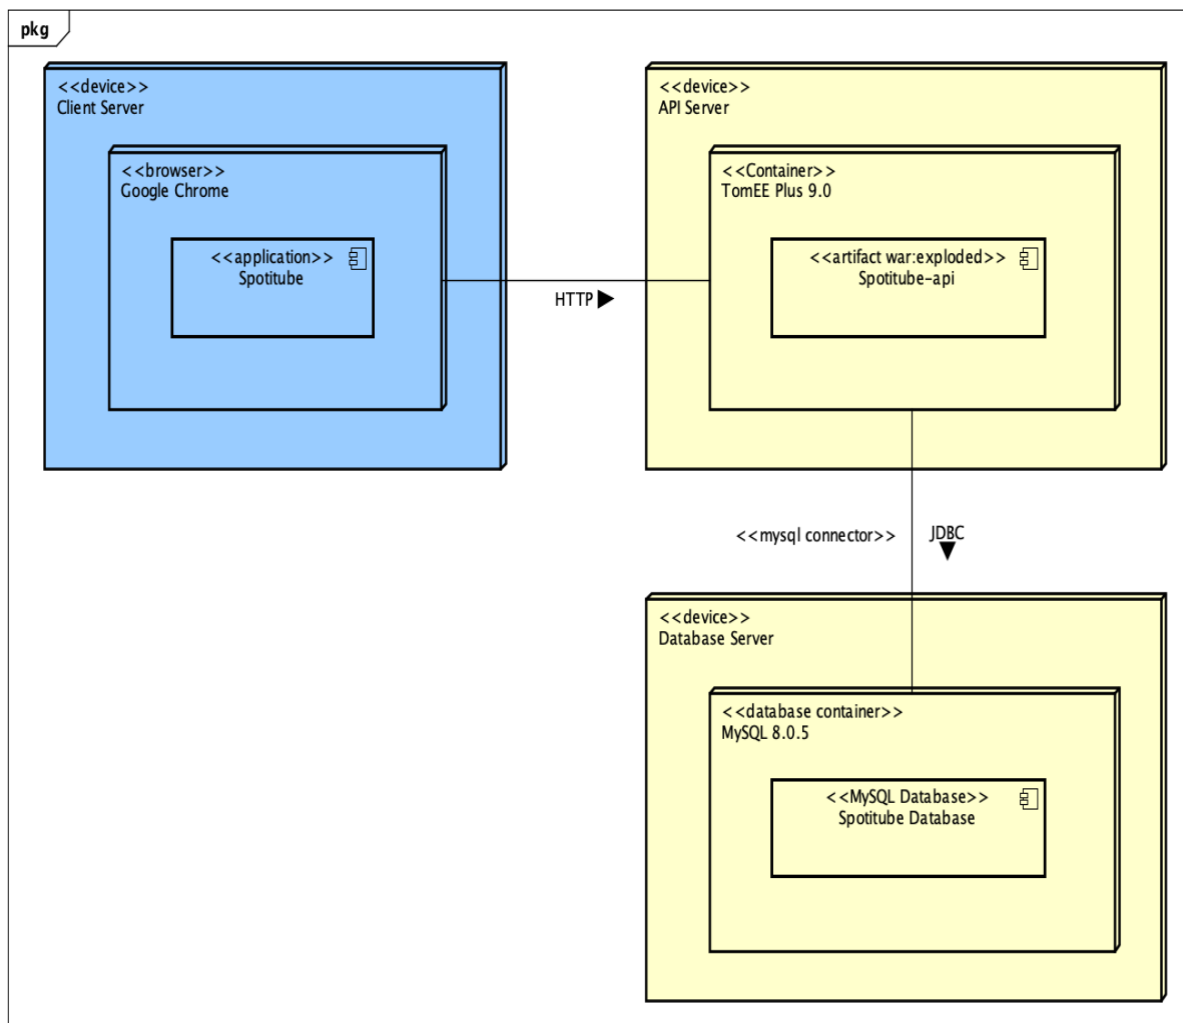 pkg
<<device>>
Client Server
<<browser>>
Google Chrome
<<application>>
Spotitube
HTTP
<<device>>
API Server
<<Container>>
TomEE Plus 9.0
<<artifact war:exploded>>
Spotitube-api
<<mysql connector>>
JDBC
<<device>>
Database Server
<<database container>>
MySQL 8.0.5
<<MySQL Database>>
Spotitube Database